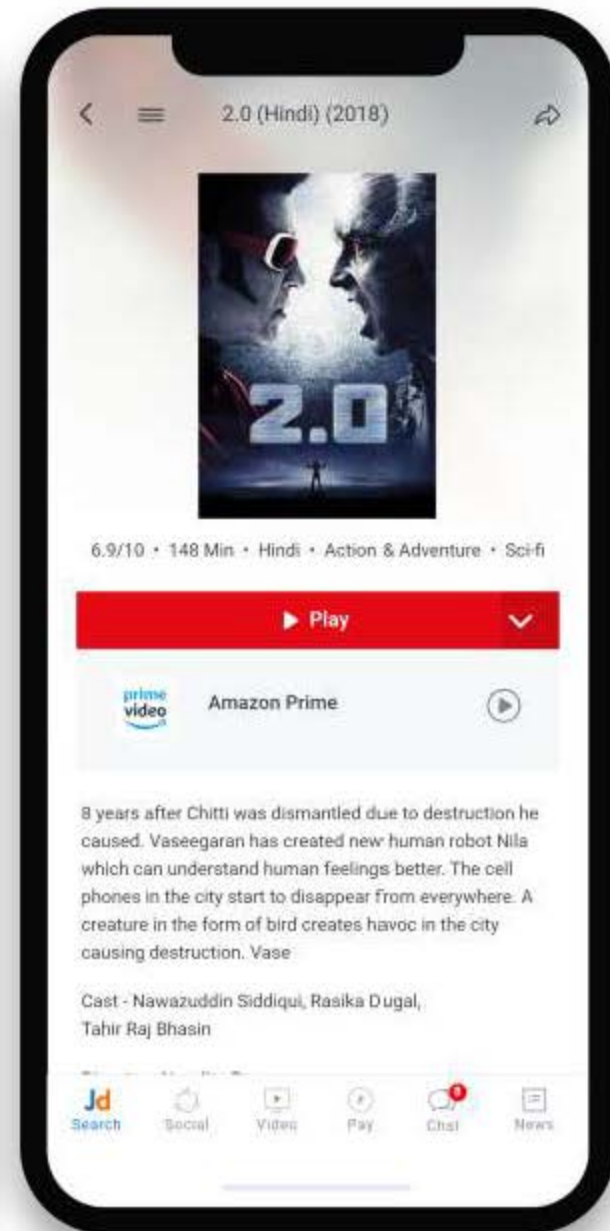 2.0 (Hindi) (2018)
2.0
6.9/10 • 148 Min • Hindi • Action & Adventure • Sci-fi
Play
prime video
Amazon Prime
8 years after Chitti was dismantled due to destruction he
caused. Vaseegaran has created new human robot Nila
which can understand human feelings better. The cell
phones in the city start to disappear from everywhere. A
creature in the form of bird creates havoc in the city
causing destruction. Vase
Cast - Nawazuddin Siddiqui, Rasika Dugal,
Tahir Raj Bhasin
Jd
Search Social Video Pay Chat News